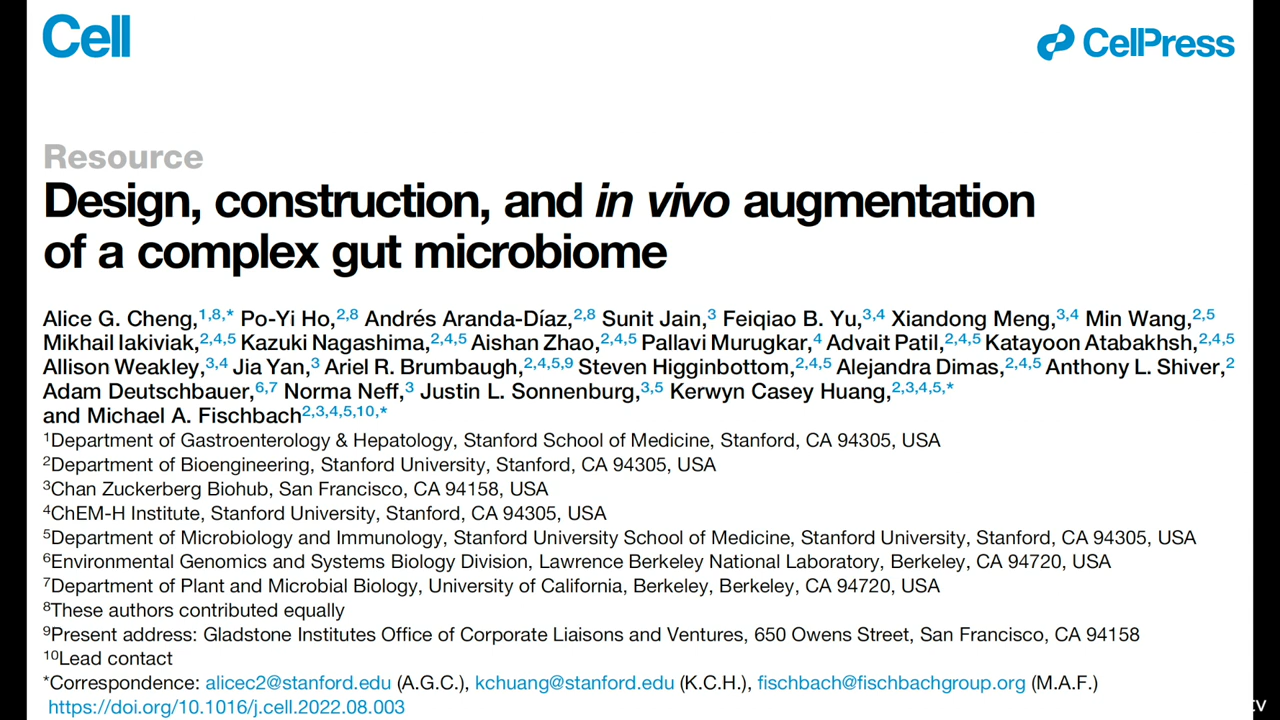 Cell
CellPress
Resource
Design, construction, and in vivo augmentation
of a complex gut microbiome
Alice G. Cheng,1,8,* Po-Yi Ho,2,8 Andrés Aranda-Díaz,2,8 Sunit Jain,3 Feiqiao B. Yu,3,4 Xiandong Meng,3,4 Min Wang,2,5
Mikhail Iakiviak,2,4,5 Kazuki Nagashima,2,4,5 Aishan Zhao,2,4,5 Pallavi Murugkar,4 Advait Patil,2,4,5 Katayoon Atabakhsh,2,4,5
Allison Weakley,3,4 Jia Yan,3 Ariel R. Brumbaugh,2,4,5,9 Steven Higginbottom,2,4,5 Alejandra Dimas,2,4,5 Anthony L. Shiver,2
Adam Deutschbauer,6,7 Norma Neff,3 Justin L. Sonnenburg,3,5 Kerwyn Casey Huang,2,3,4,5,*
and Michael A. Fischbach2,3,4,5,10,*
1Department of Gastroenterology & Hepatology, Stanford School of Medicine, Stanford, CA 94305, USA
2Department of Bioengineering, Stanford University, Stanford, CA 94305, USA
3Chan Zuckerberg Biohub, San Francisco, CA 94158, USA
4ChEM-H Institute, Stanford University, Stanford, CA 94305, USA
5Department of Microbiology and Immunology, Stanford University School of Medicine, Stanford University, Stanford, CA 94305, USA
6Environmental Genomics and Systems Biology Division, Lawrence Berkeley National Laboratory, Berkeley, CA 94720, USA
7Department of Plant and Microbial Biology, University of California, Berkeley, Berkeley, CA 94720, USA
8These authors contributed equally
9Present address: Gladstone Institutes Office of Corporate Liaisons and Ventures, 650 Owens Street, San Francisco, CA 94158
10Lead contact
*Correspondence: alicec2@stanford.edu (A.G.C.), kchuang@stanford.edu (K.C.H.), fischbach@fischbachgroup.org (M.A.F.)
https://doi.org/10.1016/j.cell.2022.08.003